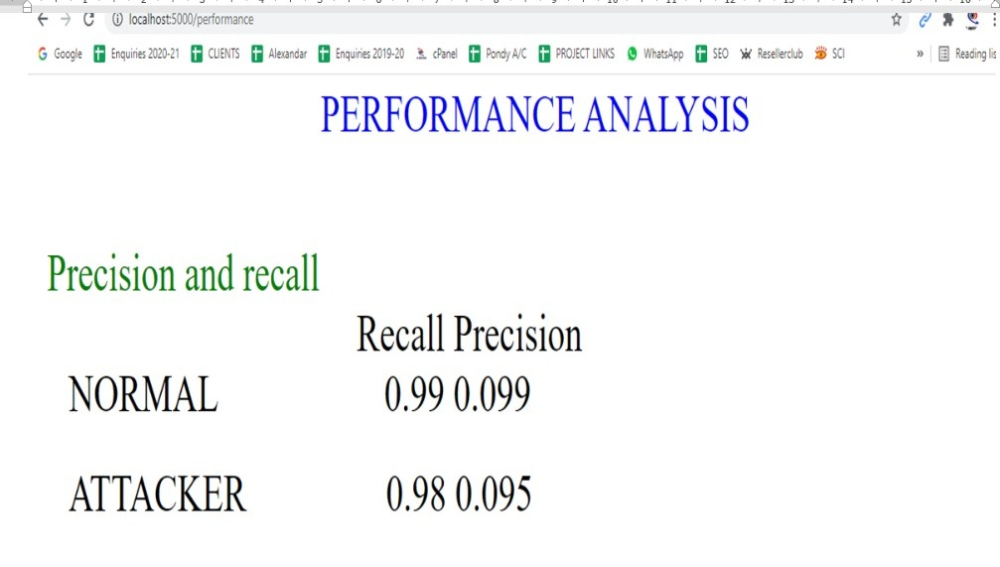 localhost:5000/performance
Google Enquiries 2020-21 CLIENTS Alexandar Enquiries 2019-20 cPanel Pondy A/C PROJECT LINKS WhatsApp SEO Resellerclub SCI » Reading lis
PERFORMANCE ANALYSIS
Precision and recall
Recall Precision
NORMAL 0.99 0.099
ATTACKER 0.98 0.095